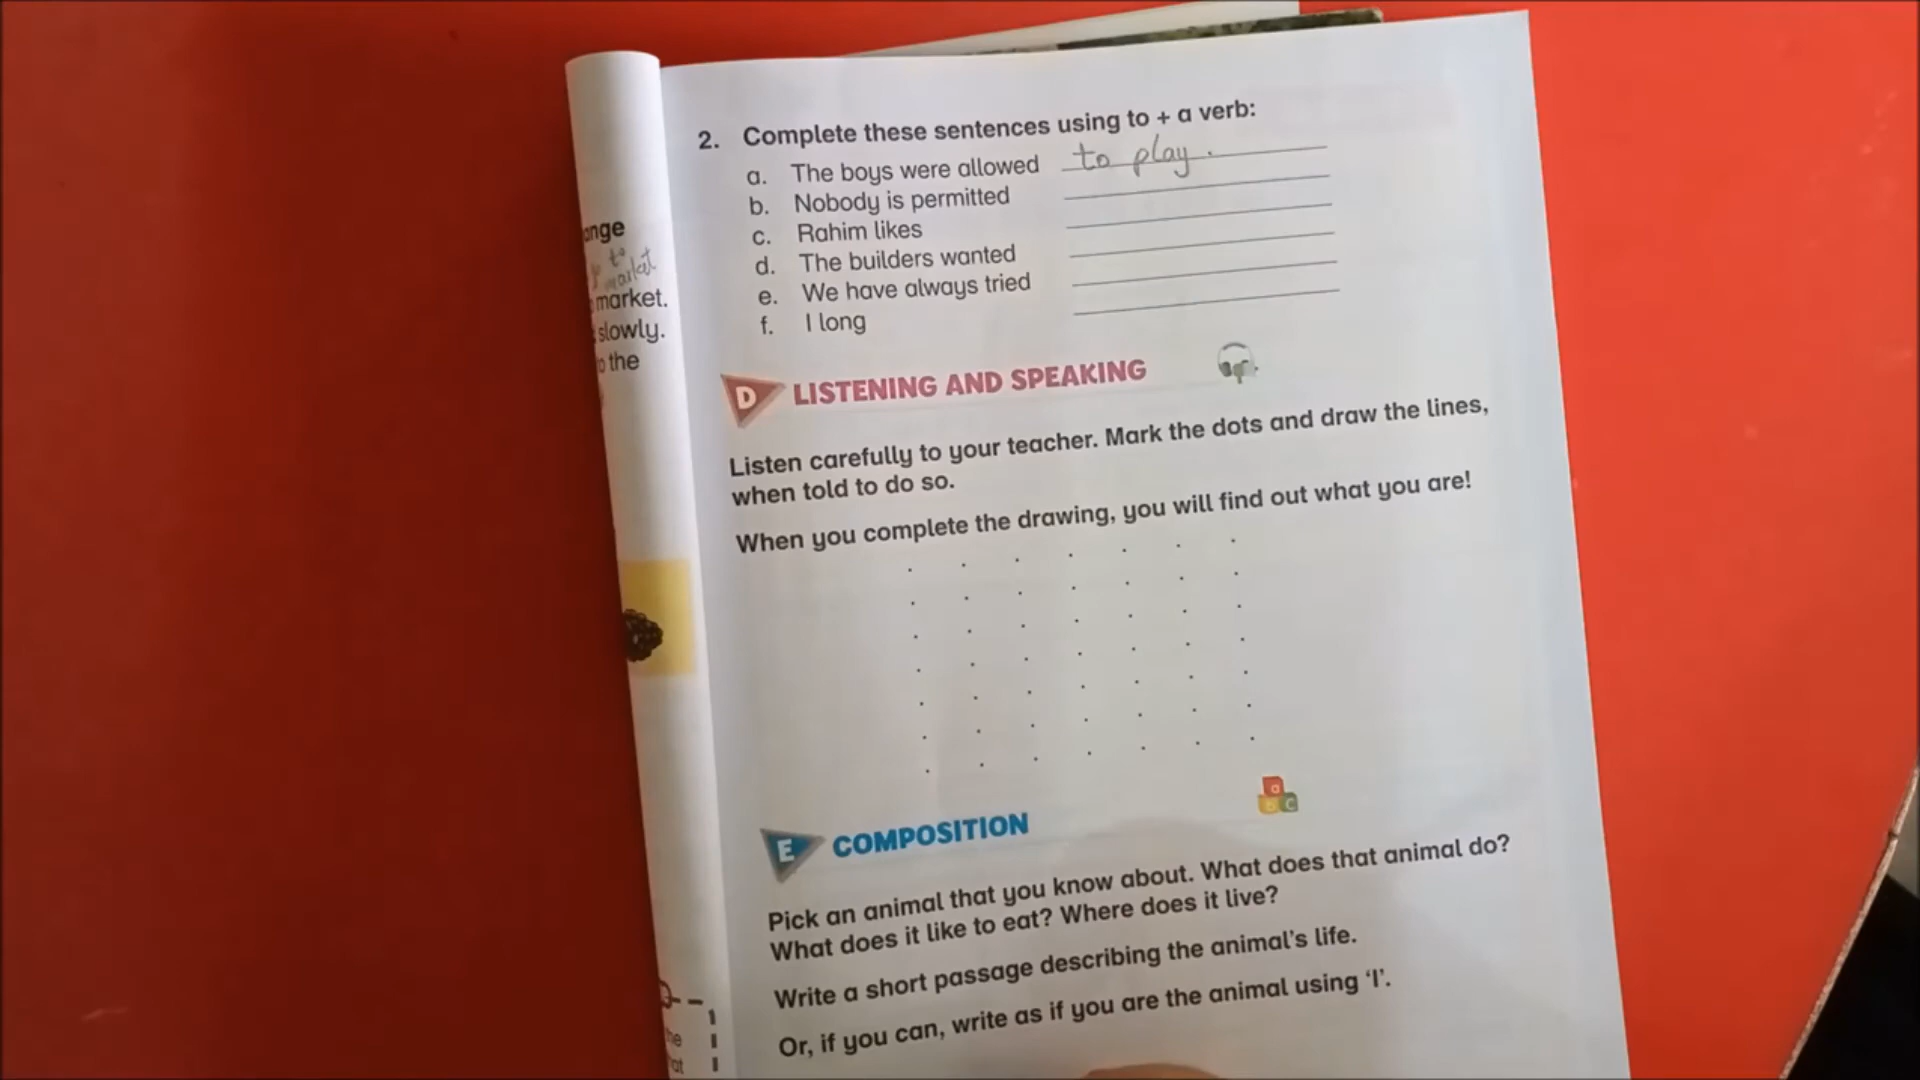 2. Complete these sentences using to + a verb:
a. The boys were allowed to play.
b. Nobody is permitted
c. Rahim likes
d. The builders wanted
e. We have always tried
f. I long
ange
to
market
market.
slowly.
the
D LISTENING AND SPEAKING
Listen carefully to your teacher. Mark the dots and draw the lines,
when told to do so.
When you complete the drawing, you will find out what you are!
a
b c
E COMPOSITION
Pick an animal that you know about. What does that animal do?
What does it like to eat? Where does it live?
Write a short passage describing the animal's life.
Or, if you can, write as if you are the animal using 'I'.